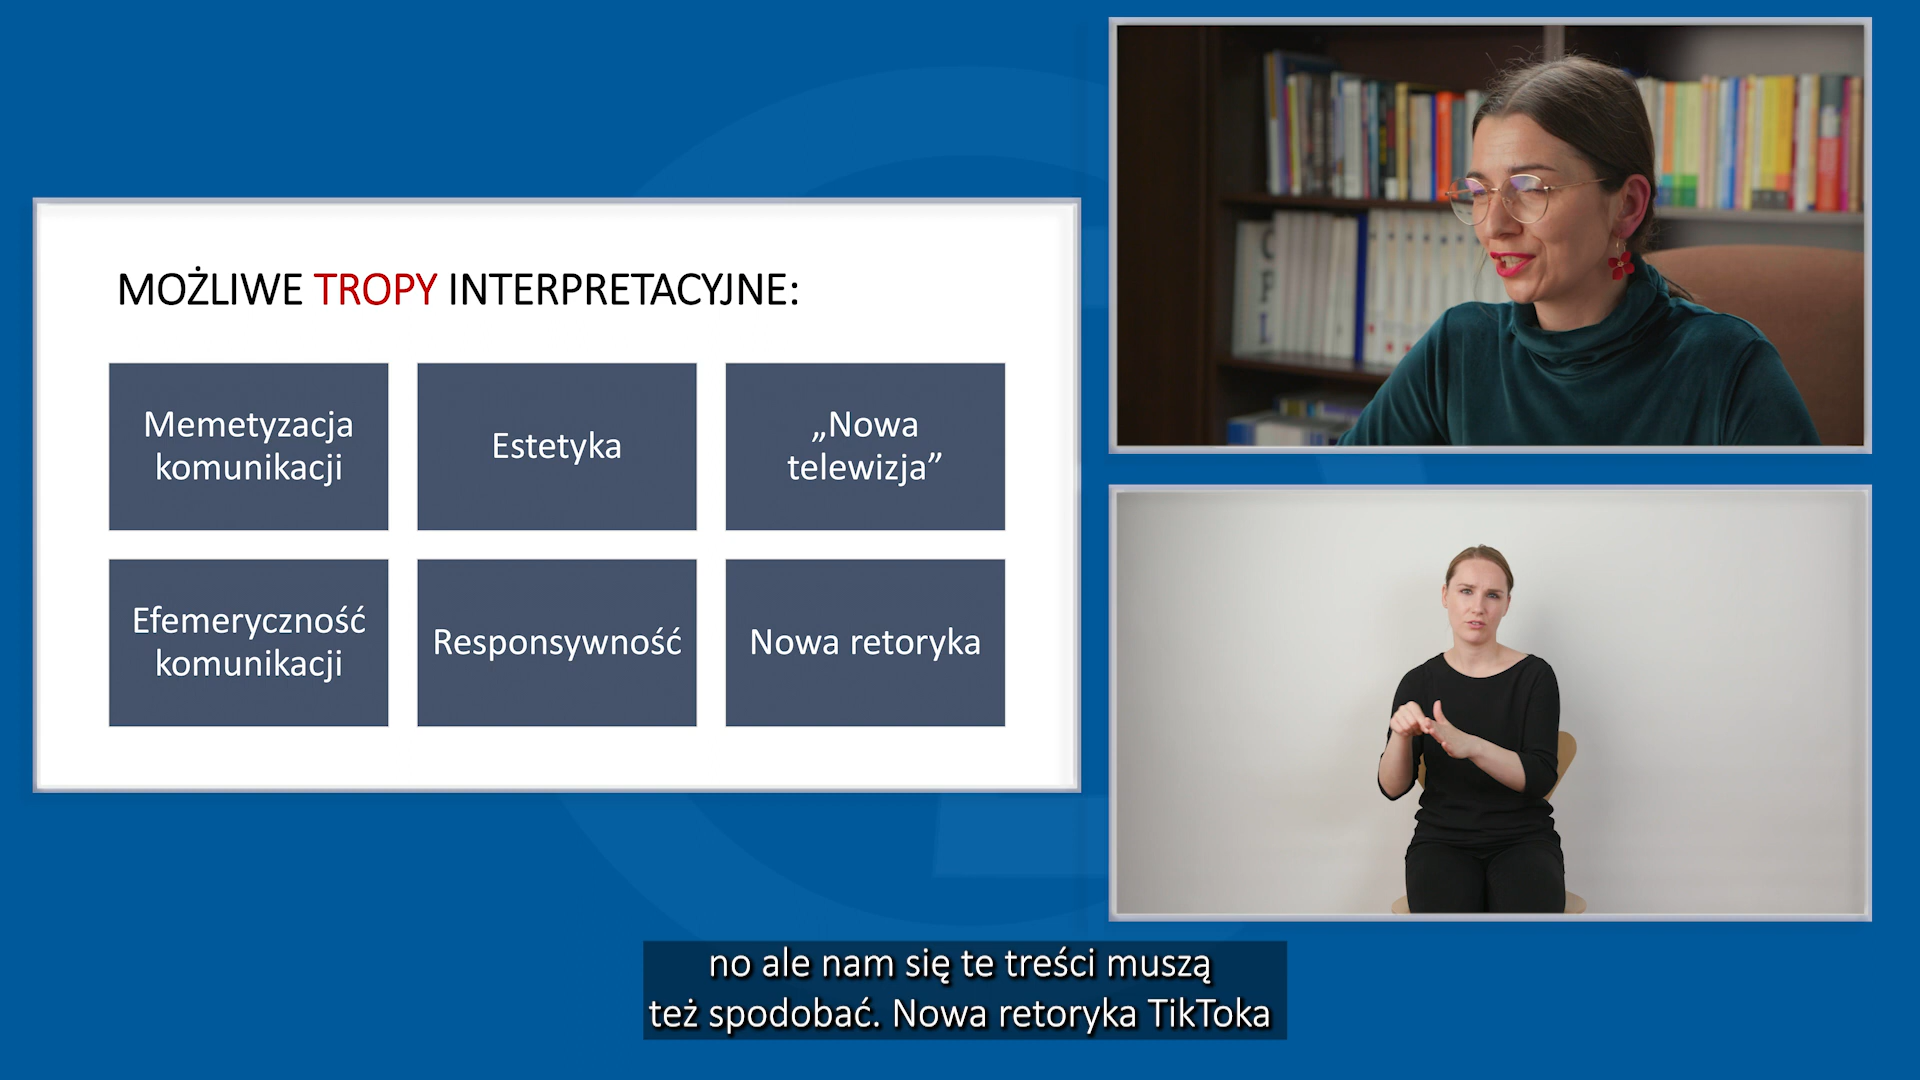 MOŻLIWE TROPY INTERPRETACYJNE:
Memetyzacja
komunikacji
Estetyka
„Nowa
telewizja”
Efemeryczność
komunikacji
Responsywność
Nowa retoryka
no ale nam się te treści muszą
też spodobać. Nowa retoryka TikToka